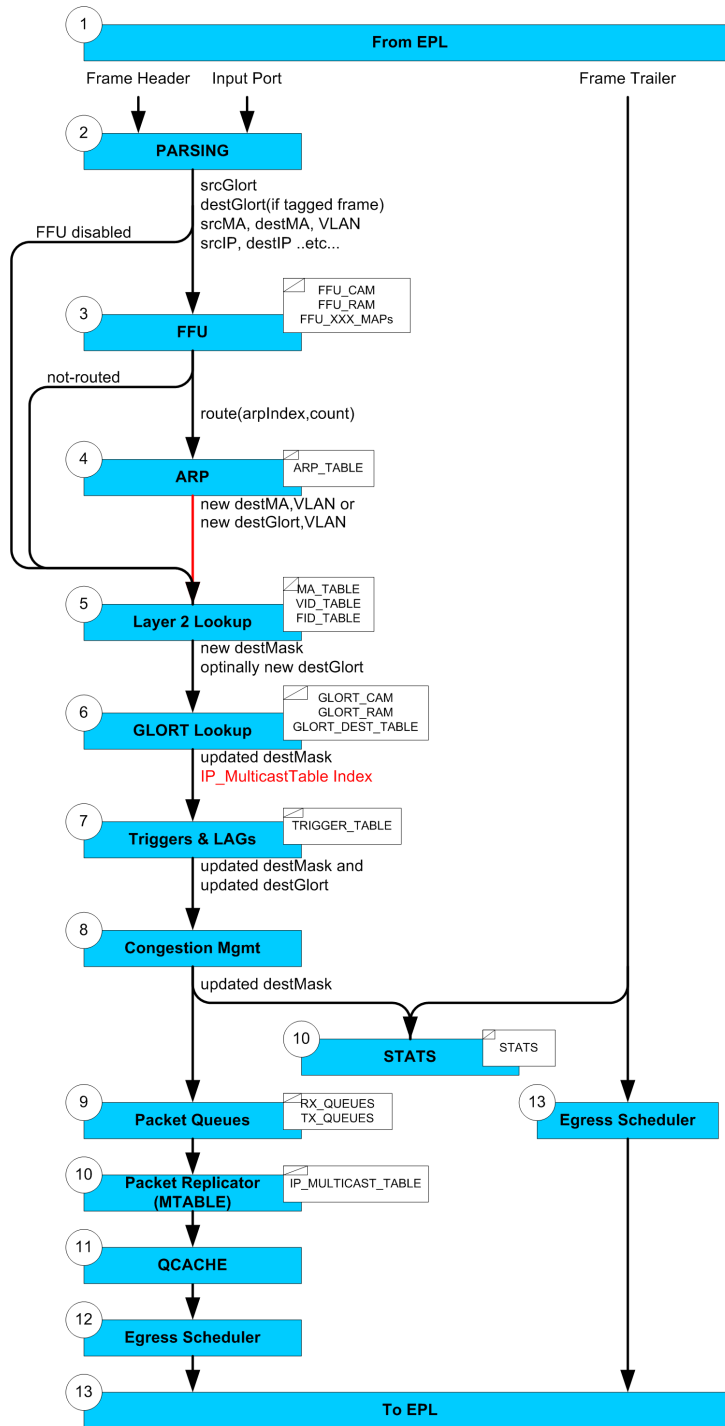 1
From EPL
Frame Header
Input Port
Frame Trailer
2
PARSING
srcGlort
destGlort(if tagged frame)
srcMA, destMA, VLAN
srcIP, destIP ..etc...
FFU disabled
3
FFU
FFU_CAM
FFU_RAM
FFU_XXX_MAPs
not-routed
route(arpIndex,count)
4
ARP
ARP_TABLE
new destMA,VLAN or
new destGlort,VLAN
5
Layer 2 Lookup
MA_TABLE
VID_TABLE
FID_TABLE
new destMask
optinally new destGlort
6
GLORT Lookup
GLORT_CAM
GLORT_RAM
GLORT_DEST_TABLE
updated destMask
IP_MulticastTable Index
7
Triggers & LAGs
TRIGGER_TABLE
updated destMask and
updated destGlort
8
Congestion Mgmt
updated destMask
10
STATS
STATS
9
Packet Queues
RX_QUEUES
TX_QUEUES
13
Egress Scheduler
10
Packet Replicator
(MTABLE)
IP_MULTICAST_TABLE
11
QCACHE
12
Egress Scheduler
13
To EPL